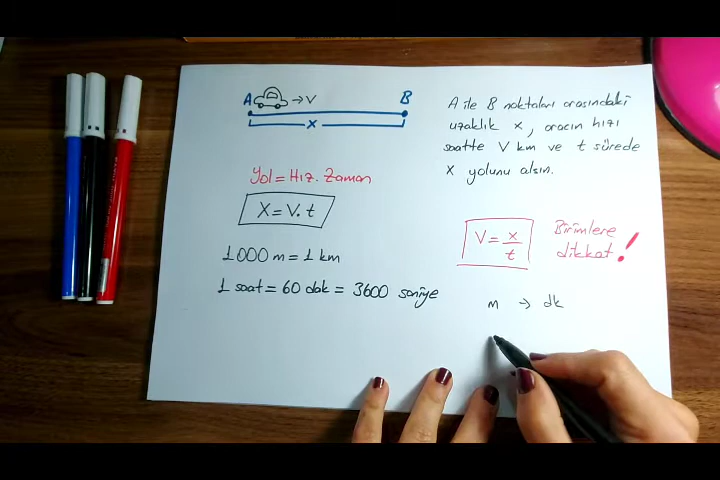 A → V B
x
Yol = Hız . Zaman
X = V . t
1000 m = 1 km
1 saat = 60 dak = 3600 saniye
A ile B noktaları arasındaki
uzaklık x , aracın hızı
saatte V km ve t sürede
x yolunu alsın.
V = x / t
Birimlere
dikkat !
m → dk